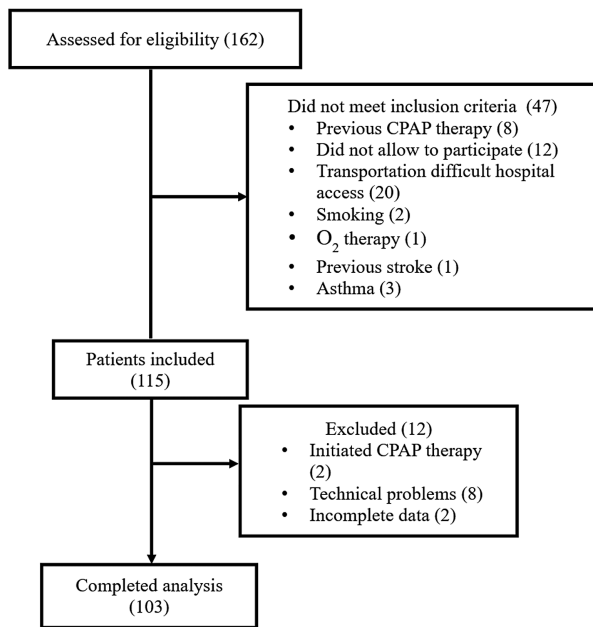 Assessed for eligibility (162)
Did not meet inclusion criteria (47)
• Previous CPAP therapy (8)
• Did not allow to participate (12)
• Transportation difficult hospital
access (20)
• Smoking (2)
• O₂ therapy (1)
• Previous stroke (1)
• Asthma (3)
Patients included
(115)
Excluded (12)
• Initiated CPAP therapy
(2)
• Technical problems (8)
• Incomplete data (2)
Completed analysis
(103)